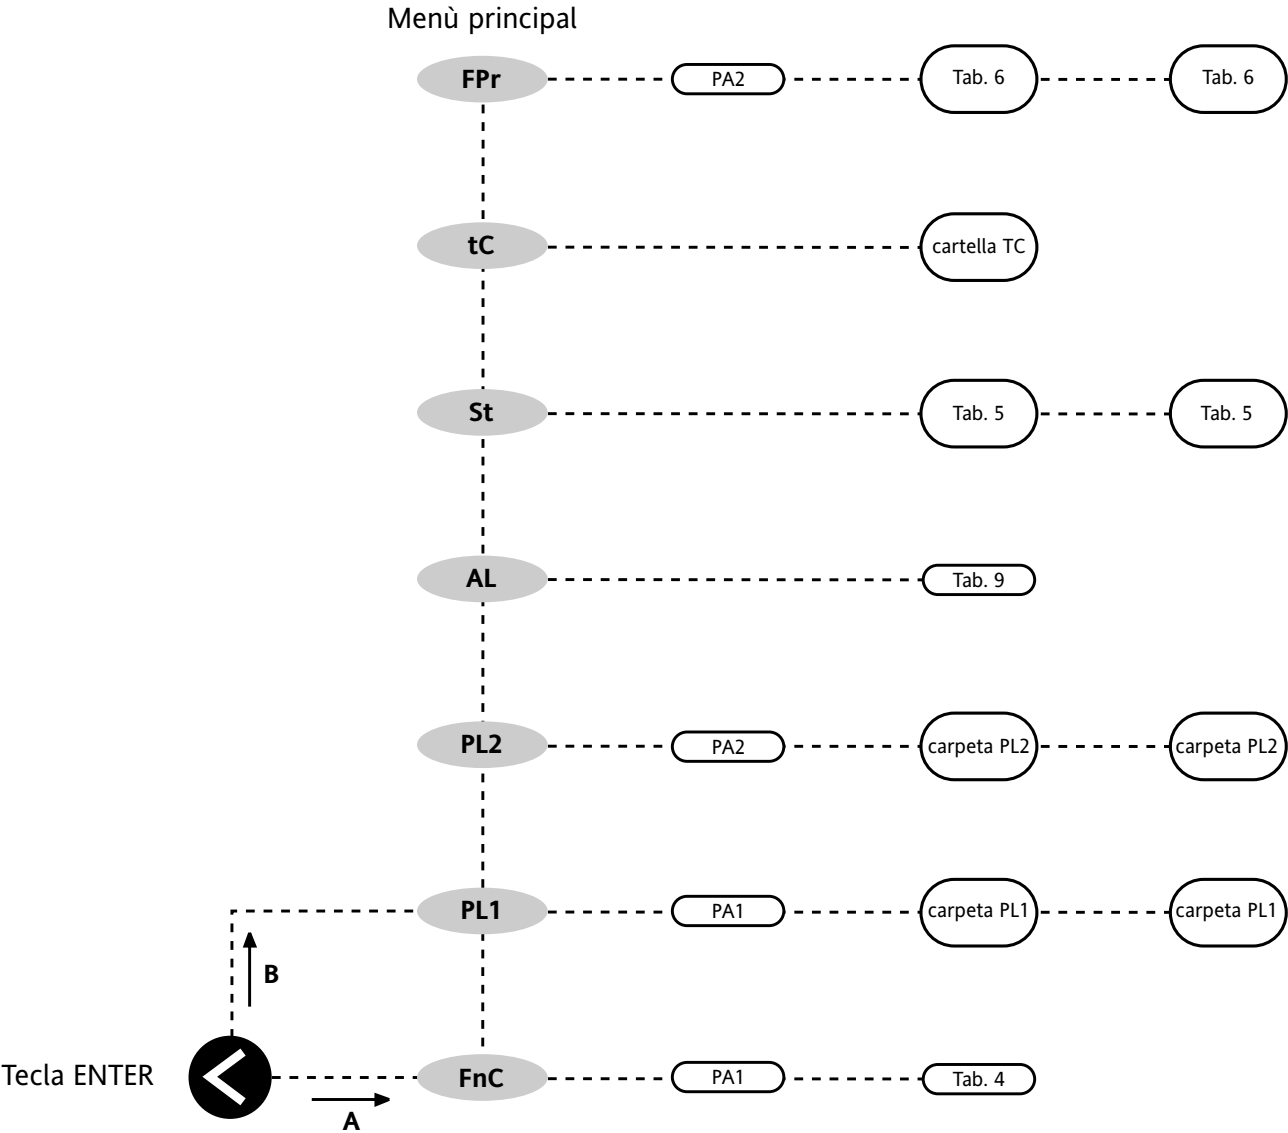 Menù principal
FPr PA2 Tab. 6 Tab. 6
tC cartella TC
St Tab. 5 Tab. 5
AL Tab. 9
PL2 PA2 carpeta PL2 carpeta PL2
PL1 PA1 carpeta PL1 carpeta PL1
B
Tecla ENTER FnC PA1 Tab. 4
A